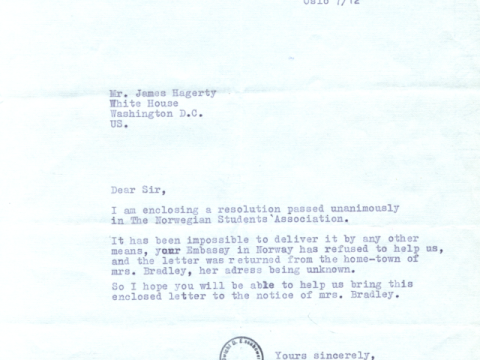 Oslo 7/12
Mr. James Hagerty
White House
Washington D.C.
US.
Dear Sir,
I am enclosing a resolution passed unanimously
in The Norwegian Students'Association.
It has been impossible to deliver it by any other
means, your Embassy in Norway has refused to help us,
and the letter was returned from the home-town of
mrs. Bradley, her adress being unknown.
So I hope you will be able to help us bring this
enclosed letter to the notice of mrs. Bradley.
Yours sincerely,